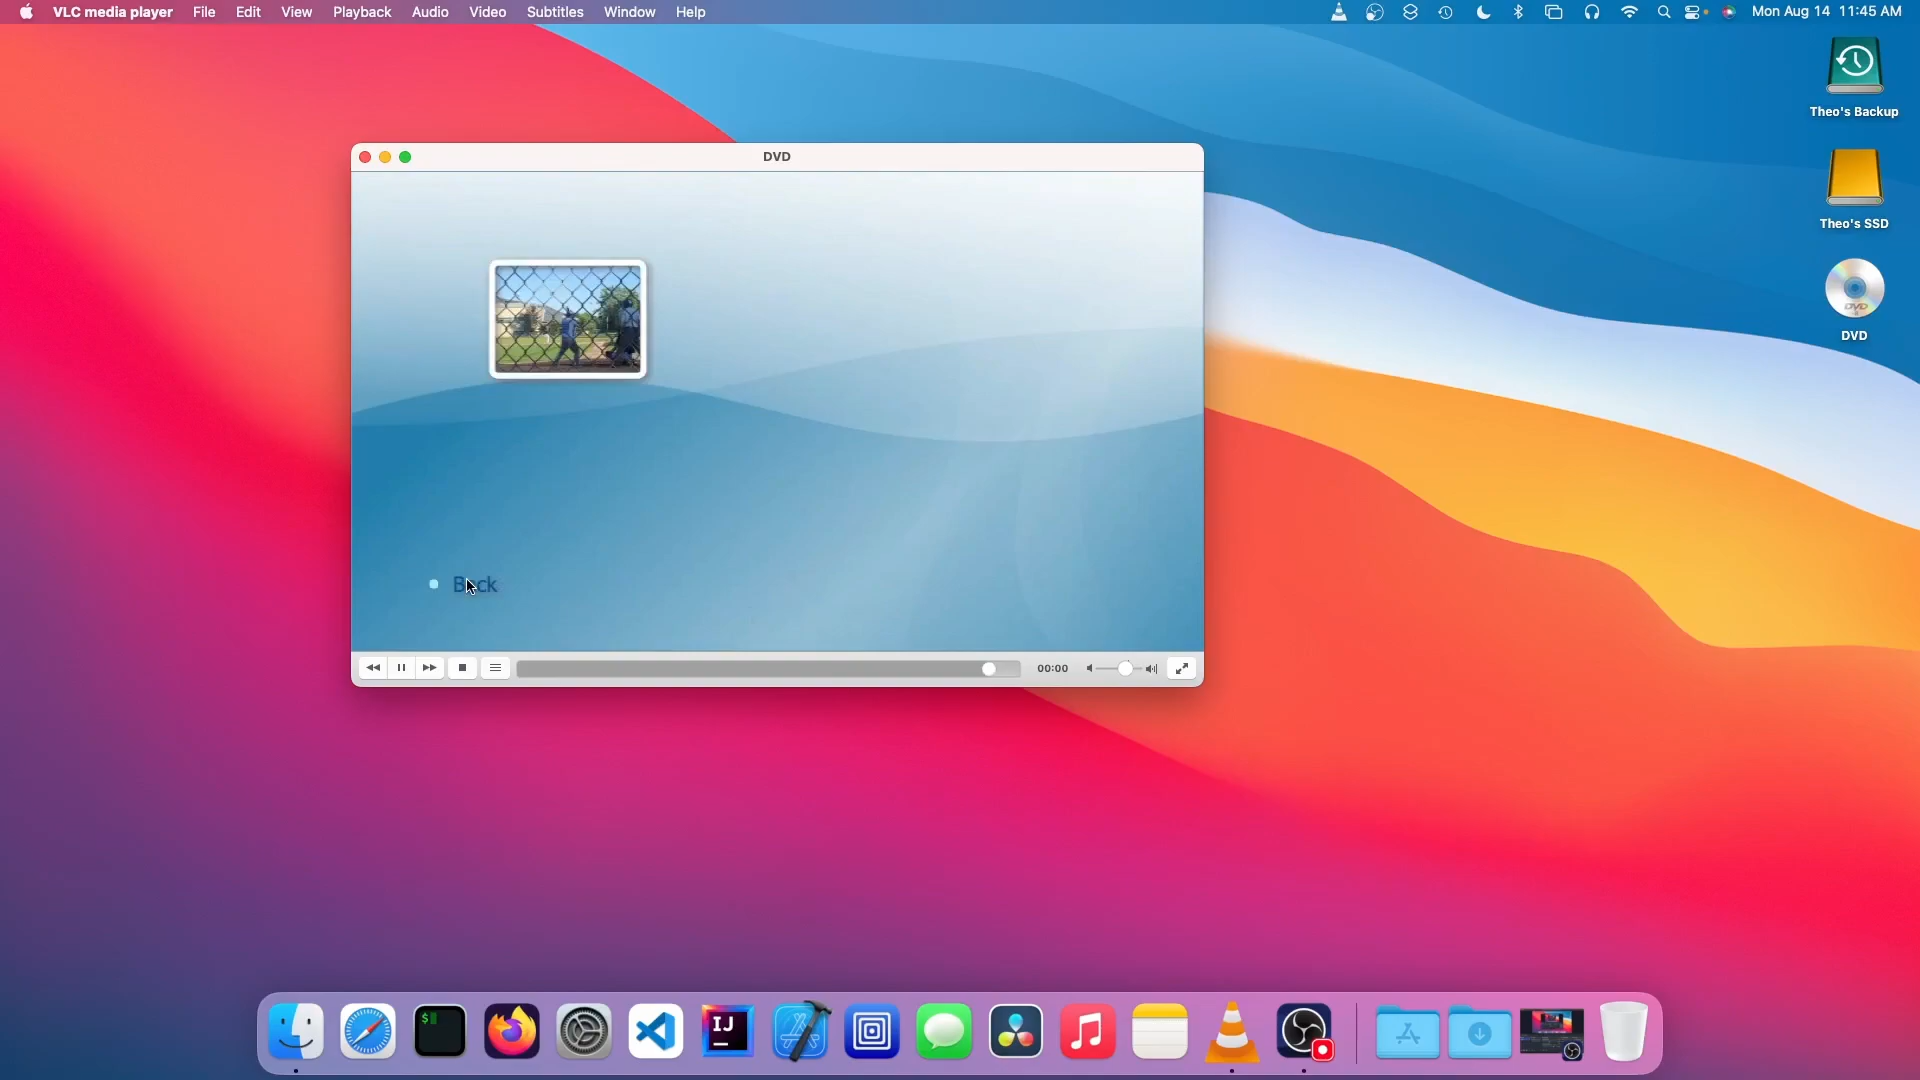 VLC media player File Edit View Playback Audio Video Subtitles Window Help Mon Aug 14 11:45 AM
Theo's Backup
Theo's SSD
DVD
DVD
DVD
Back
00:00
$
IJ